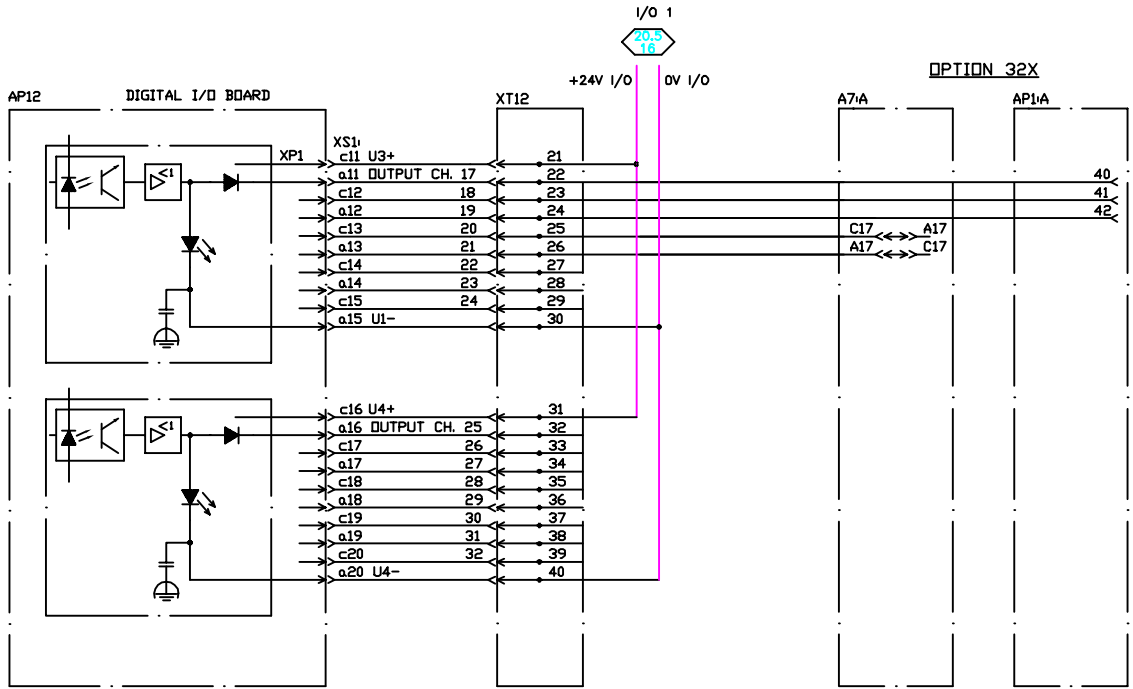 I/O 1
20.5
16
+24V I/O 0V I/O
OPTION 32X
AP12 DIGITAL I/O BOARD XT12 A7:A AP1:A
XS1:
XP1 c11 U3+ 21
a11 OUTPUT CH. 17 22 40
c12 18 23 41
a12 19 24 42
c13 20 25 C17 A17
a13 21 26 A17 C17
c14 22 27
a14 23 28
c15 24 29
a15 U1- 30
<1
c16 U4+ 31
a16 OUTPUT CH. 25 32
c17 26 33
a17 27 34
c18 28 35
a18 29 36
c19 30 37
a19 31 38
c20 32 39
a20 U4- 40
<1